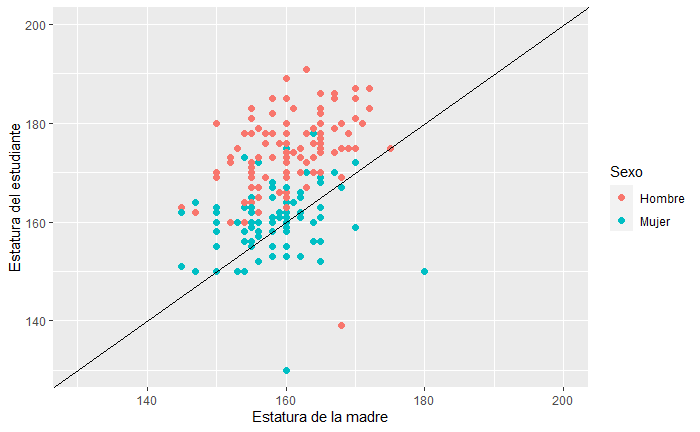 200
180
160
140
Estatura del estudiante
140
160
180
200
Estatura de la madre
Sexo
Hombre
Mujer